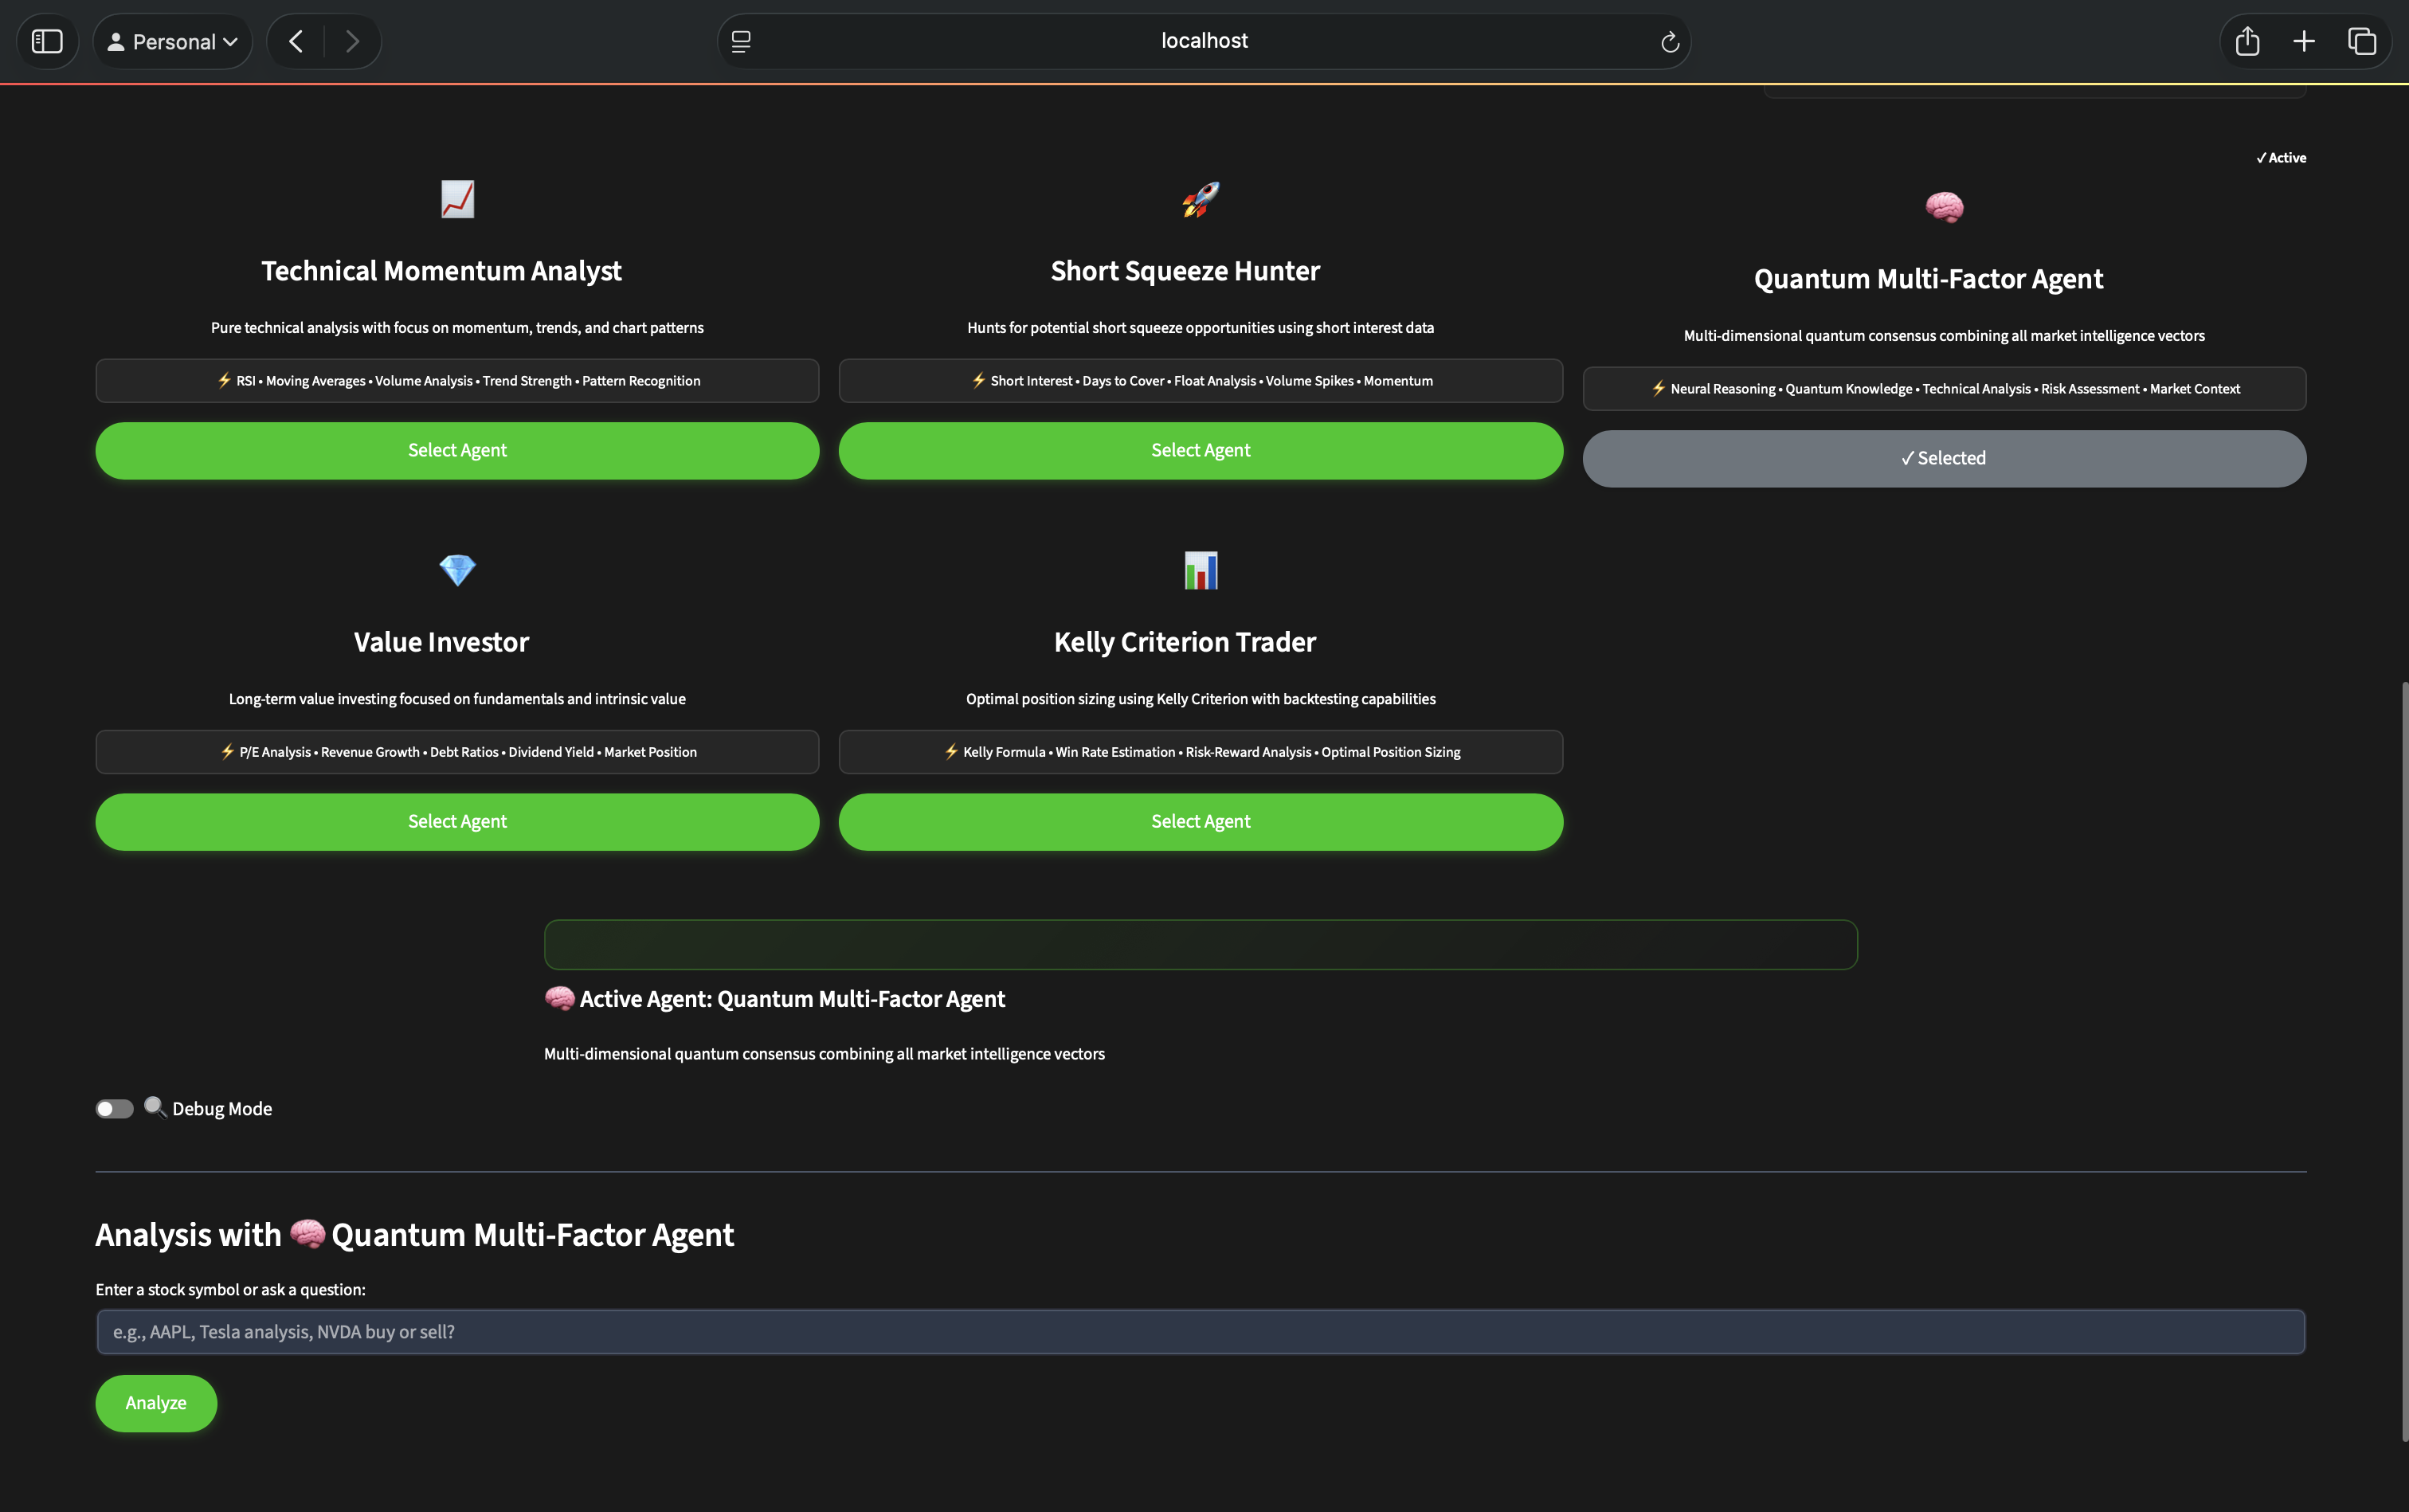 Personal
localhost
✓ Active
Technical Momentum Analyst
Pure technical analysis with focus on momentum, trends, and chart patterns
⚡ RSI • Moving Averages • Volume Analysis • Trend Strength • Pattern Recognition
Select Agent
Short Squeeze Hunter
Hunts for potential short squeeze opportunities using short interest data
⚡ Short Interest • Days to Cover • Float Analysis • Volume Spikes • Momentum
Select Agent
Quantum Multi-Factor Agent
Multi-dimensional quantum consensus combining all market intelligence vectors
⚡ Neural Reasoning • Quantum Knowledge • Technical Analysis • Risk Assessment • Market Context
✓ Selected
Value Investor
Long-term value investing focused on fundamentals and intrinsic value
⚡ P/E Analysis • Revenue Growth • Debt Ratios • Dividend Yield • Market Position
Select Agent
Kelly Criterion Trader
Optimal position sizing using Kelly Criterion with backtesting capabilities
⚡ Kelly Formula • Win Rate Estimation • Risk-Reward Analysis • Optimal Position Sizing
Select Agent
🧠 Active Agent: Quantum Multi-Factor Agent
Multi-dimensional quantum consensus combining all market intelligence vectors
🔍 Debug Mode
Analysis with 🧠 Quantum Multi-Factor Agent
Enter a stock symbol or ask a question:
e.g., AAPL, Tesla analysis, NVDA buy or sell?
Analyze